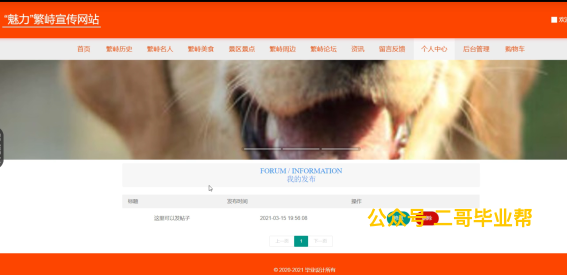 "魅力"繁峙宣传网站
首页 繁峙历史 繁峙名人 繁峙美食 景区景点 繁峙周边 繁峙论坛 资讯 留言反馈 个人中心 后台管理 购物车
FORUM / INFORMATION
我的发布
标题 发布时间 操作
这里可以发帖子 2021-03-15 18:56:08
公众号 二哥毕业帮
上一页 1 下一页
© 2020-2021 毕业设计所有